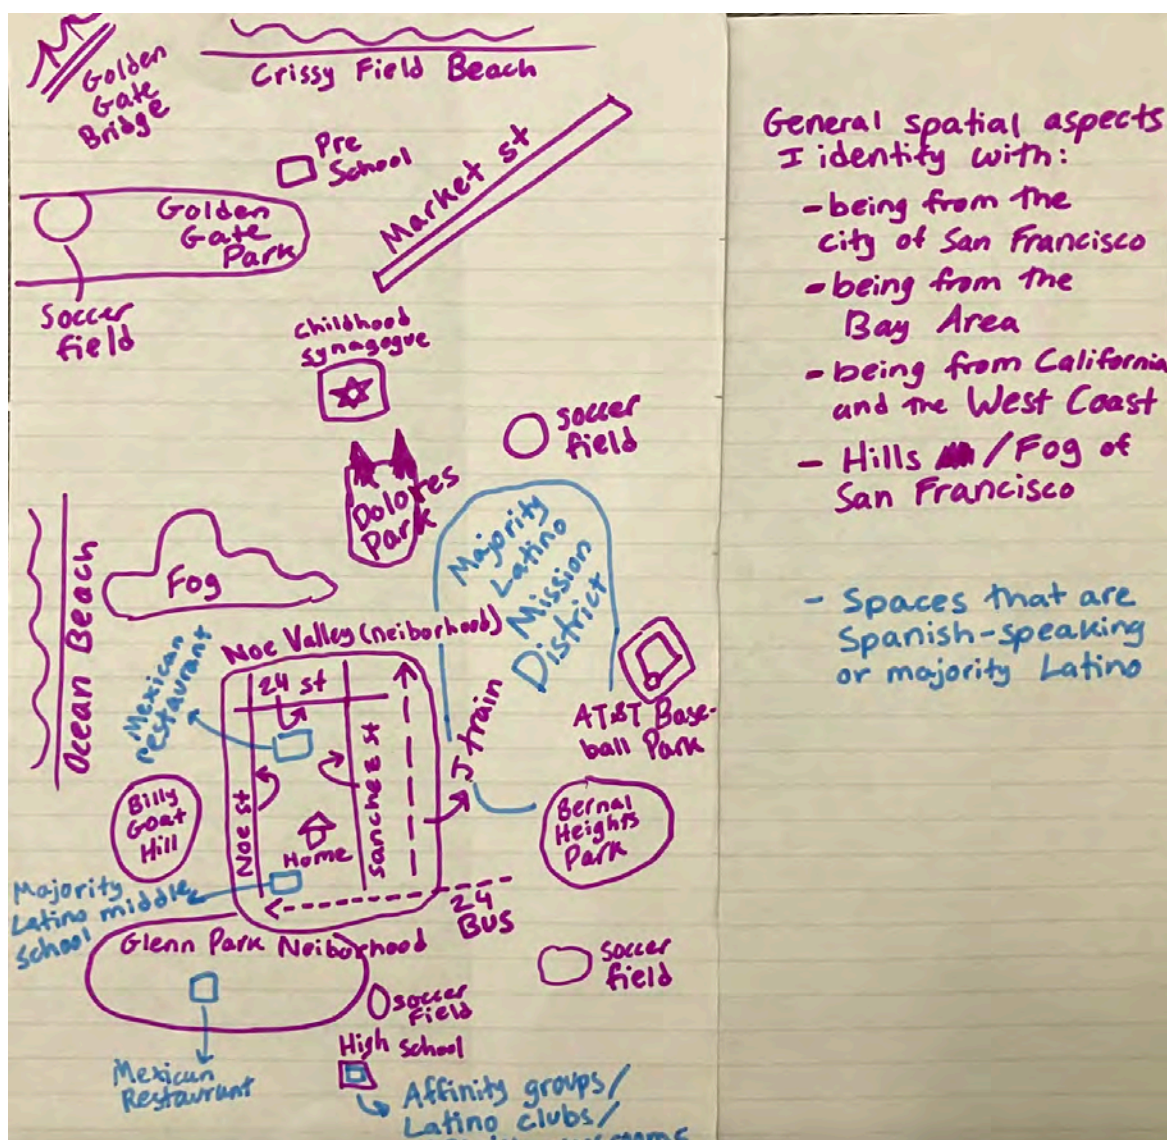 Golden
Gate
Bridge
Crissy Field Beach
Pre
School
Market st
Golden
Gate
Park
Soccer
field
Childhood
synagogue
soccer
field
Dolores
Park
Majority
Latino
Mission
District
Ocean Beach
Fog
Noe Valley (neiborhood)
24 st
Mexican
restaurant
Noe st
Sanchez st
J train
AT&T Base-
ball Park
Billy
Goat
Hill
Home
Bernal
Heights
Park
Majority
Latino middle
school
24
BUS
Glenn Park Neiborhood
soccer
field
soccer
field
High school
Mexican
Restaurant
Affinity groups/
Latino clubs/
General spatial aspects
I identity with:
- being from the
city of San Francisco
- being from the
Bay Area
- being from California
and the West Coast
- Hills / Fog of
San Francisco
- Spaces that are
Spanish-speaking
or majority Latino